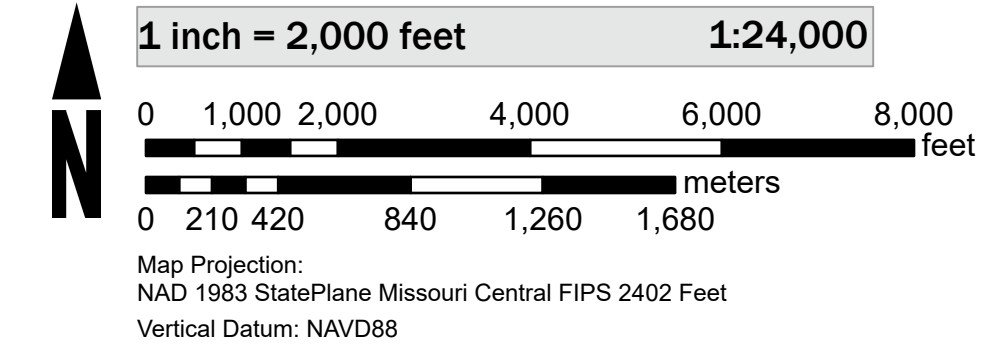 1 inch = 2,000 feet 1:24,000
0 1,000 2,000 4,000 6,000 8,000
feet
meters
0 210 420 840 1,260 1,680
N
Map Projection:
NAD 1983 StatePlane Missouri Central FIPS 2402 Feet
Vertical Datum: NAVD88